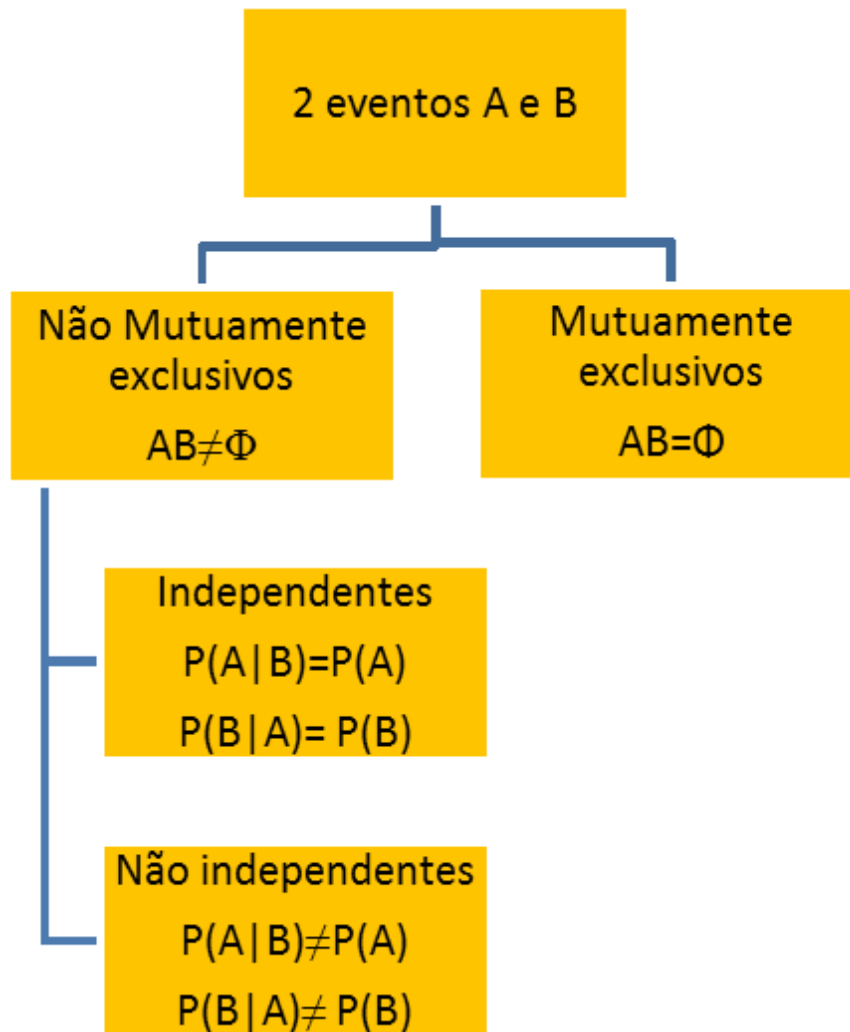 2 eventos A e B
Não Mutuamente
exclusivos
AB≠Φ
Mutuamente
exclusivos
AB=Φ
Independentes
P(A|B)=P(A)
P(B|A)= P(B)
Não independentes
P(A|B)≠P(A)
P(B|A)≠ P(B)